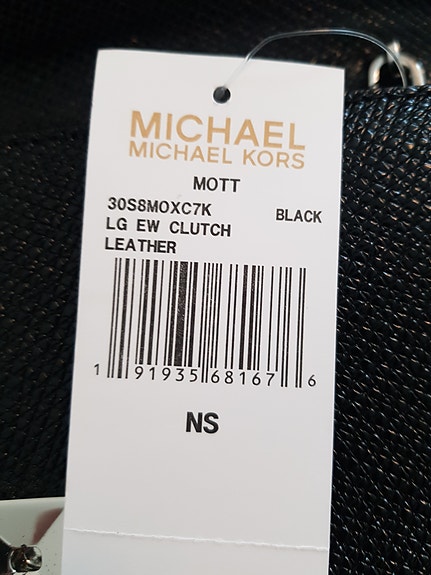 MICHAEL
MICHAEL KORS
MOTT
30S8MOXC7K BLACK
LG EW CLUTCH
LEATHER
1 91935 68167 6
NS